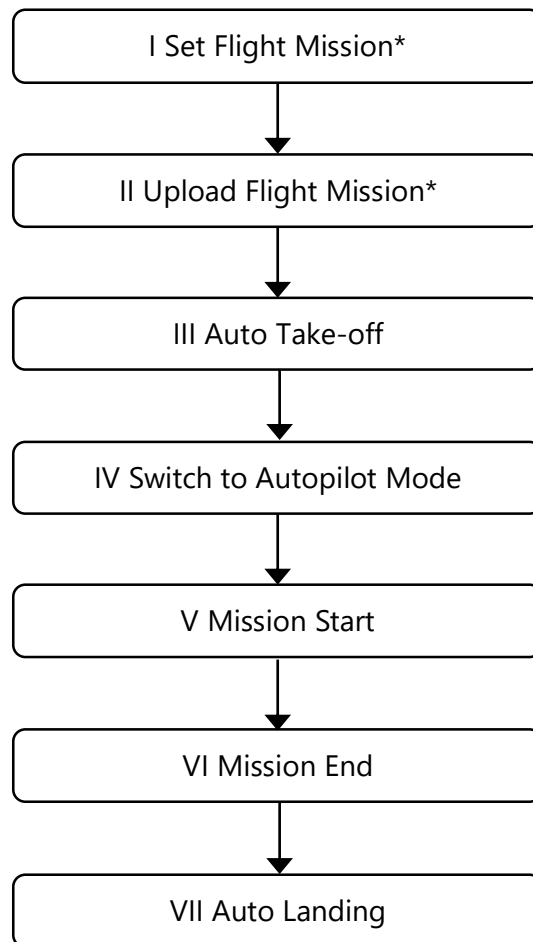 I Set Flight Mission*
II Upload Flight Mission*
III Auto Take-off
IV Switch to Autopilot Mode
V Mission Start
VI Mission End
VII Auto Landing